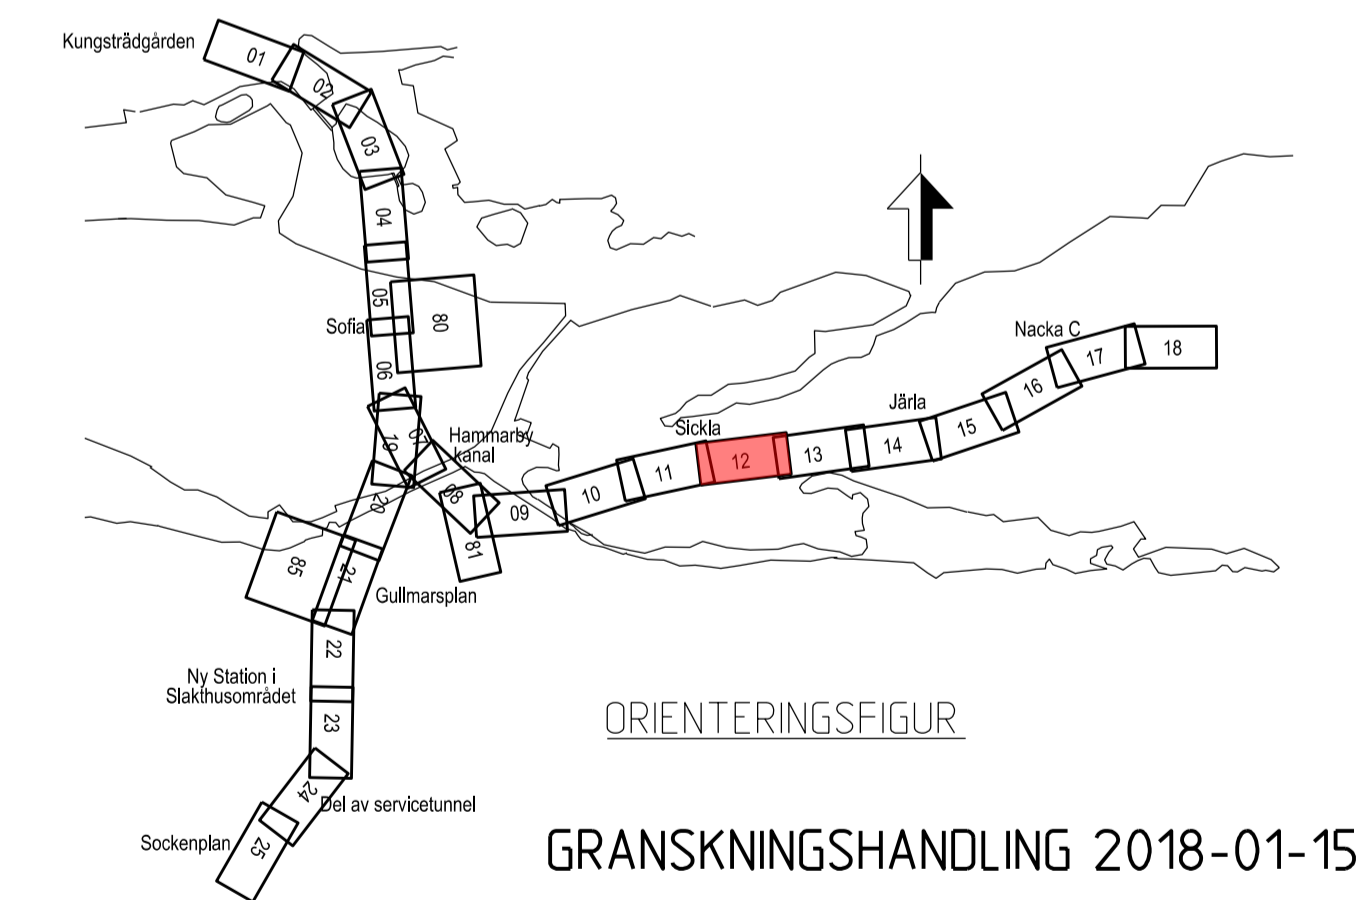 Kungsträdgården
01
02
03
04
05
Sofia
80
06
07
19
Hammarby
kanal
08
20
09
81
10
11
Sickla
12
13
Järla
14
15
16
Nacka C
17
18
85
21
Gullmarsplan
22
Ny Station i
Slakthusområdet
23
24
Del av servicetunnel
Sockenplan
25
ORIENTERINGSFIGUR
GRANSKNINGSHANDLING 2018-01-15